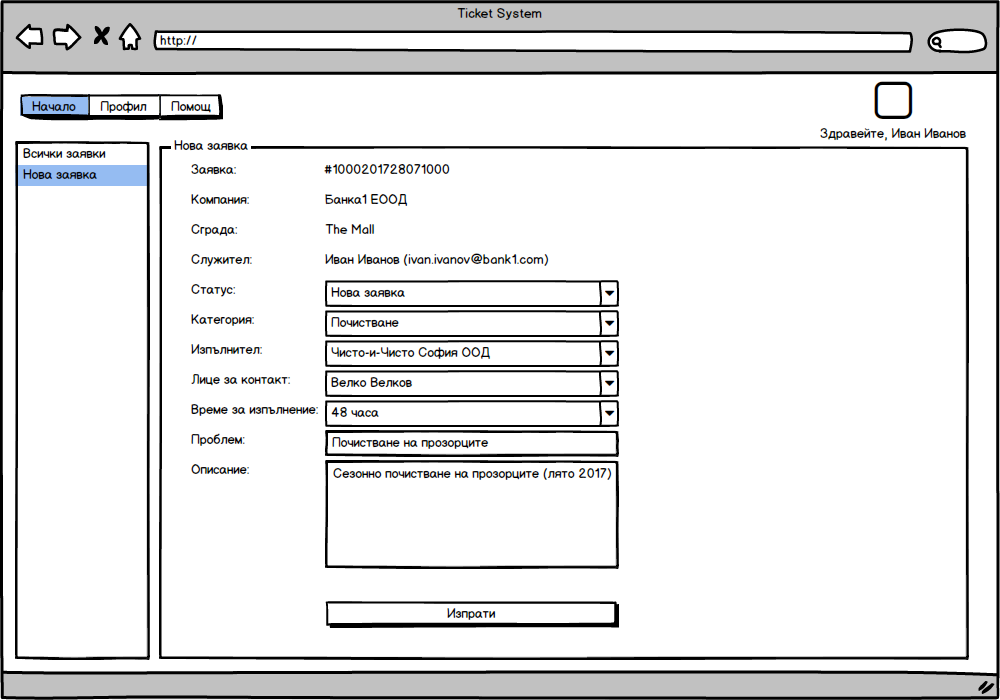 Ticket System
http://
Начало Профил Помощ
Здравейте, Иван Иванов
Всички заявки
Нова заявка
Нова заявка
Заявка: #1000201728071000
Компания: Банка1 ЕООД
Сграда: The Mall
Служител: Иван Иванов (ivan.ivanov@bank1.com)
Статус: Нова заявка
Категория: Почистване
Изпълнител: Чисто-и-Чисто София ООД
Лице за контакт: Велко Велков
Време за изпълнение: 48 часа
Проблем: Почистване на прозорците
Описание: Сезонно почистване на прозорците (лято 2017)
Изпрати